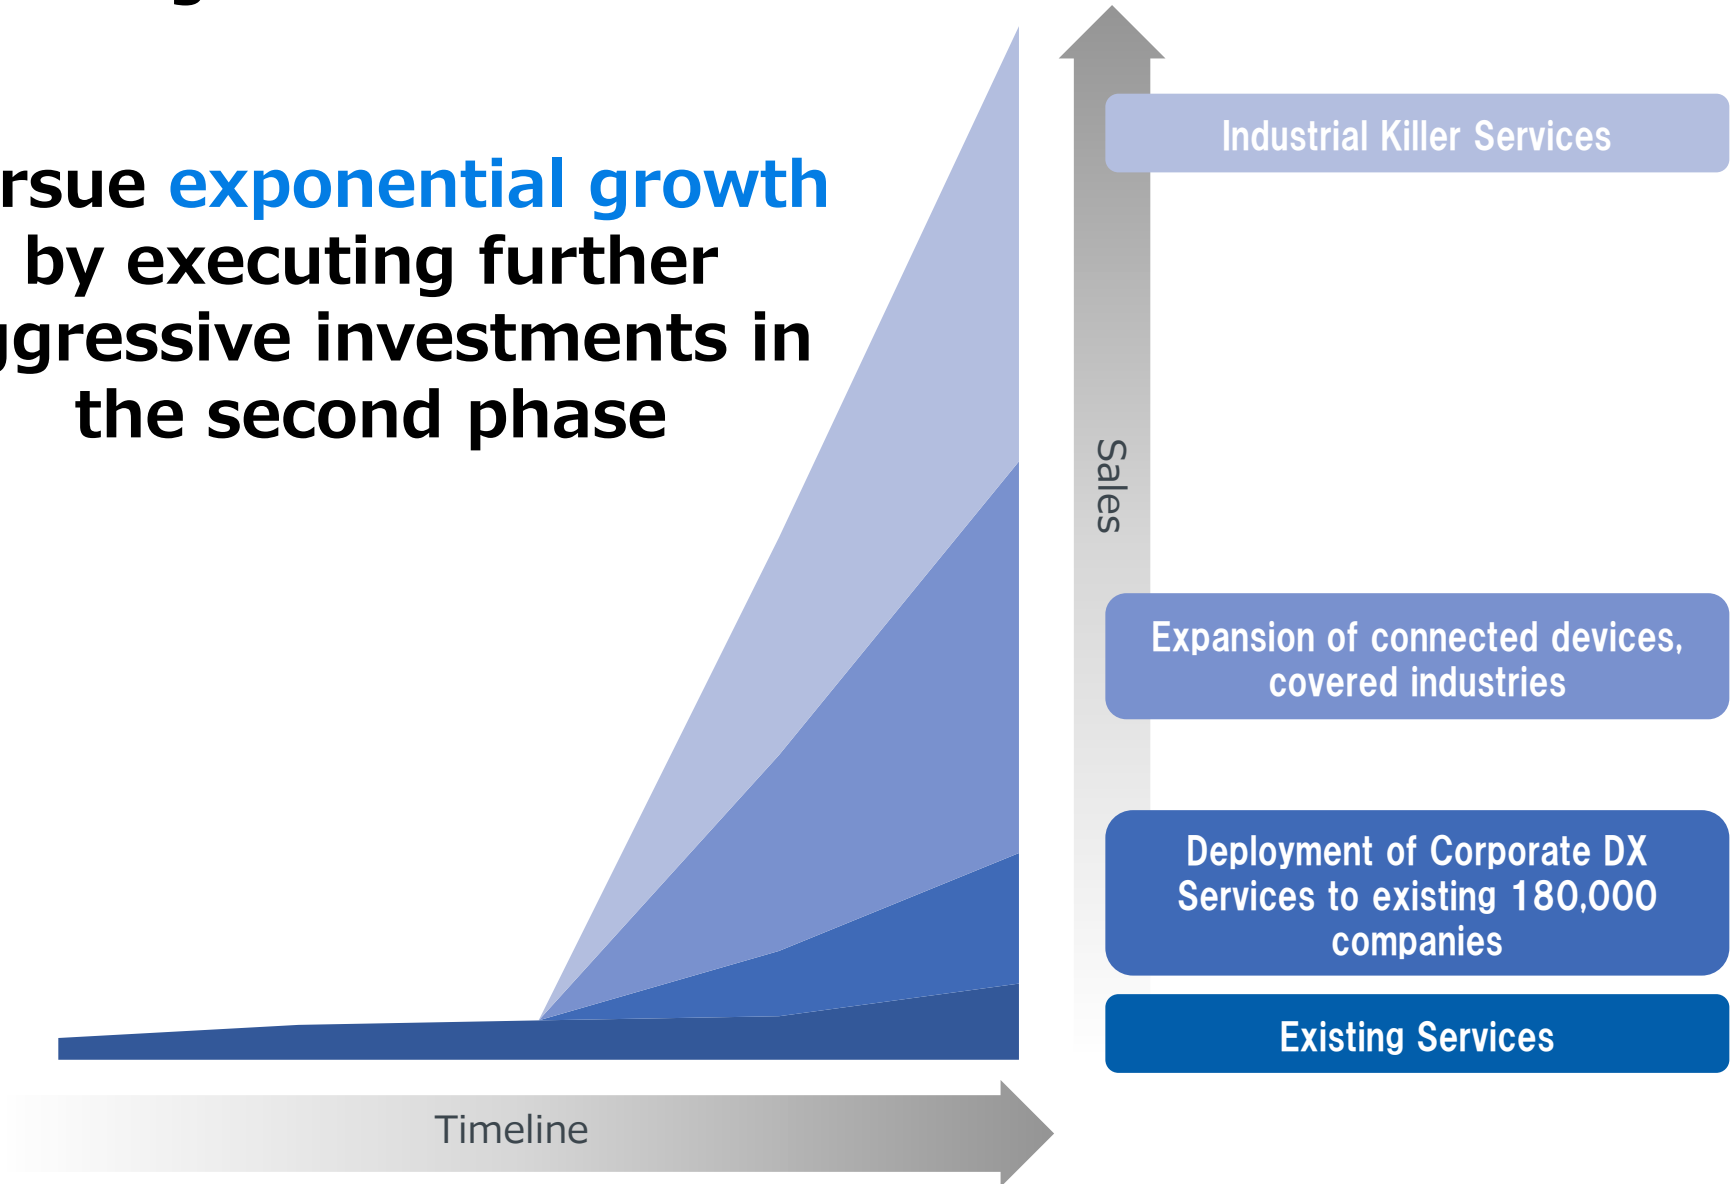 rsue exponential growth
by executing further
ggressive investments in
the second phase
Industrial Killer Services
Sales
Expansion of connected devices,
covered industries
Deployment of Corporate DX
Services to existing 180,000
companies
Existing Services
Timeline